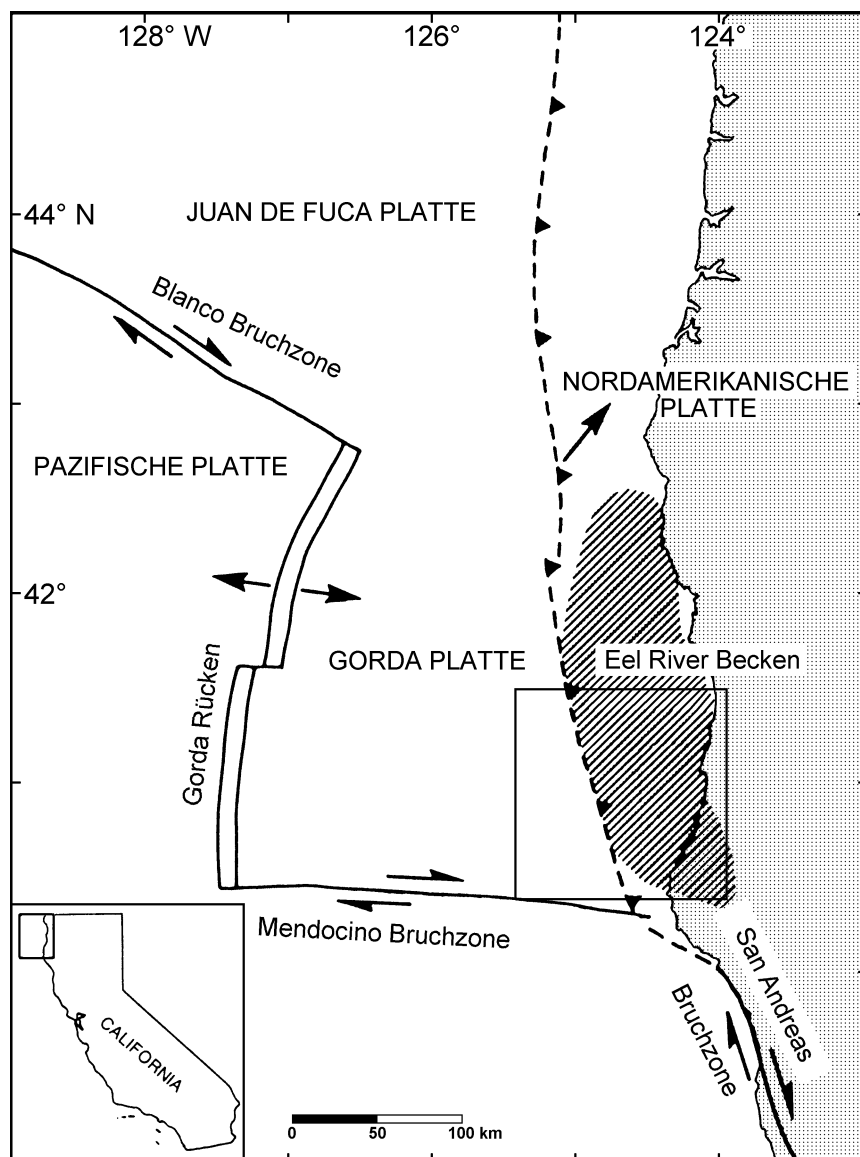 128° W
126°
124°
44° N
JUAN DE FUCA PLATTE
Blanco Bruchzone
NORDAMERIKANISCHE
PLATTE
PAZIFISCHE PLATTE
42°
GORDA PLATTE
Eel River Becken
Gorda Rücken
Mendocino Bruchzone
San Andreas
Bruchzone
CALIFORNIA
0 50 100 km